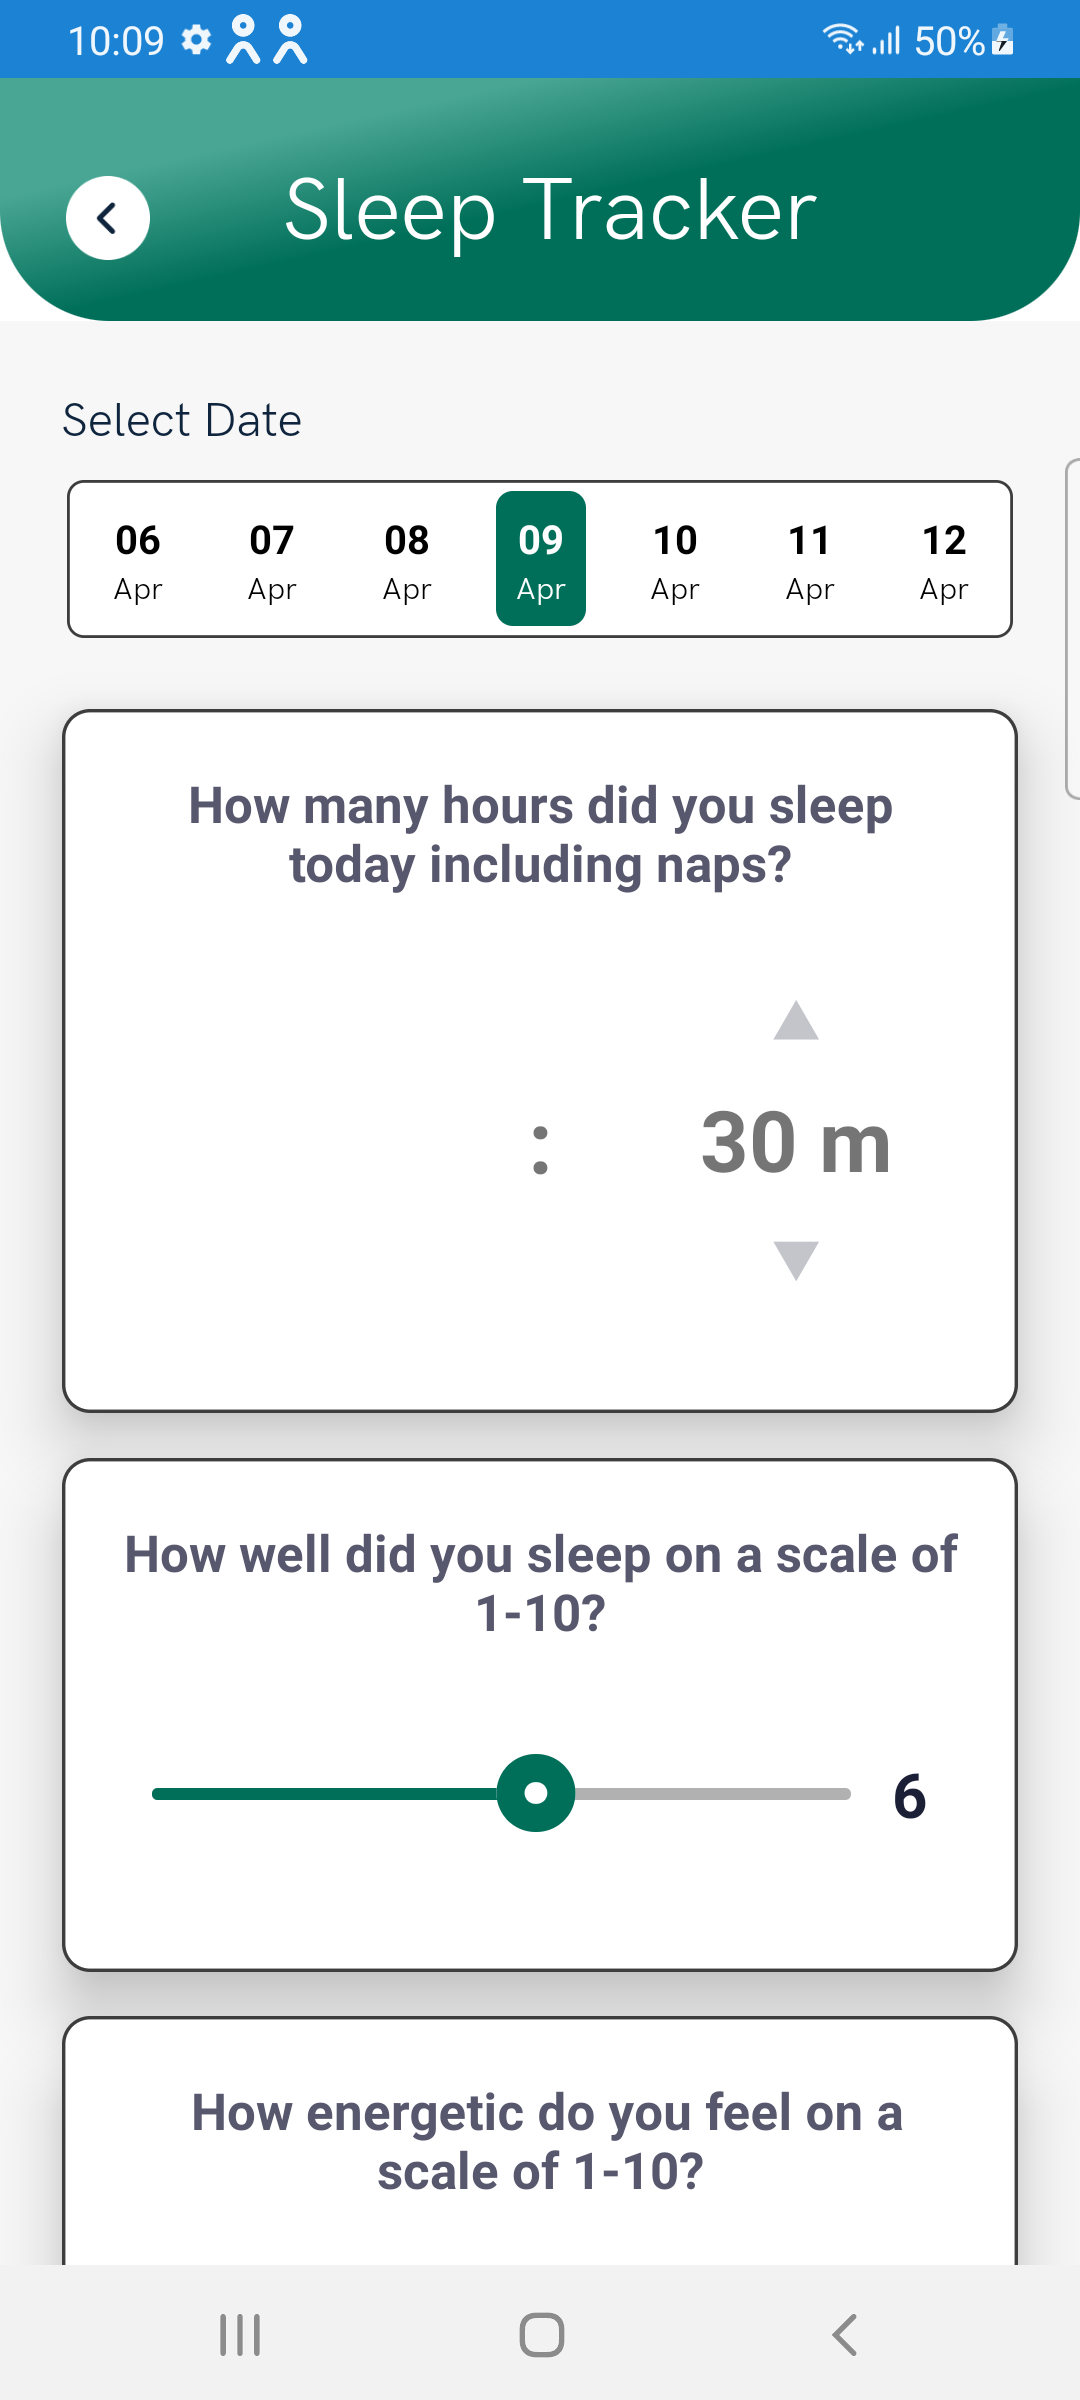 10:09 50%
Sleep Tracker
Select Date
06 07 08 09 10 11 12
Apr Apr Apr Apr Apr Apr Apr
How many hours did you sleep
today including naps?
: 30 m
How well did you sleep on a scale of
1-10?
6
How energetic do you feel on a
scale of 1-10?